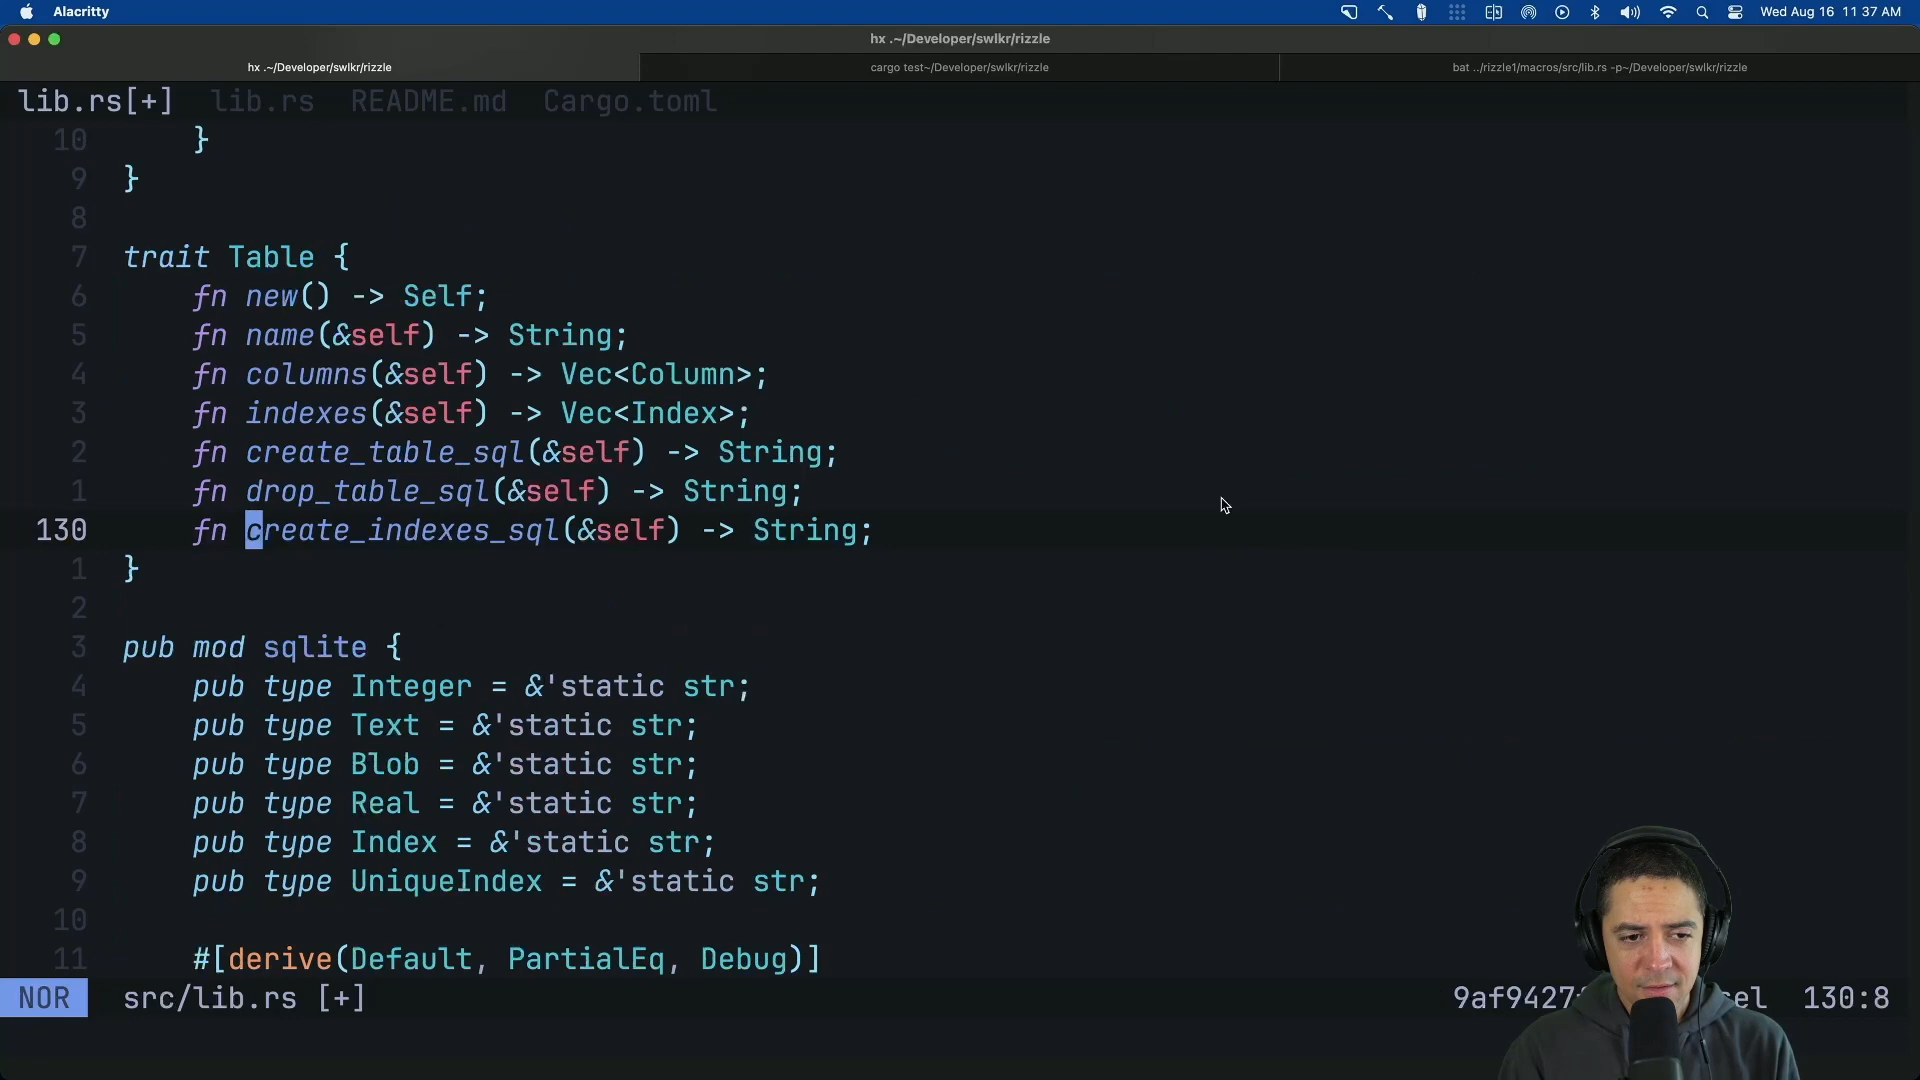 Alacritty
Wed Aug 16 11 37 AM
hx .~/Developer/swlkr/rizzle
hx .~/Developer/swlkr/rizzle
cargo test~/Developer/swlkr/rizzle
bat ../rizzle1/macros/src/lib.rs -p~/Developer/swlkr/rizzle
lib.rs[+] lib.rs README.md Cargo.toml
10 }
9 }
8
7 trait Table {
6 fn new() -> Self;
5 fn name(&self) -> String;
4 fn columns(&self) -> Vec<Column>;
3 fn indexes(&self) -> Vec<Index>;
2 fn create_table_sql(&self) -> String;
1 fn drop_table_sql(&self) -> String;
130 fn create_indexes_sql(&self) -> String;
1 }
2
3 pub mod sqlite {
4 pub type Integer = &'static str;
5 pub type Text = &'static str;
6 pub type Blob = &'static str;
7 pub type Real = &'static str;
8 pub type Index = &'static str;
9 pub type UniqueIndex = &'static str;
10
11 #[derive(Default, PartialEq, Debug)]
NOR src/lib.rs [+] 9af9427 sel 130:8